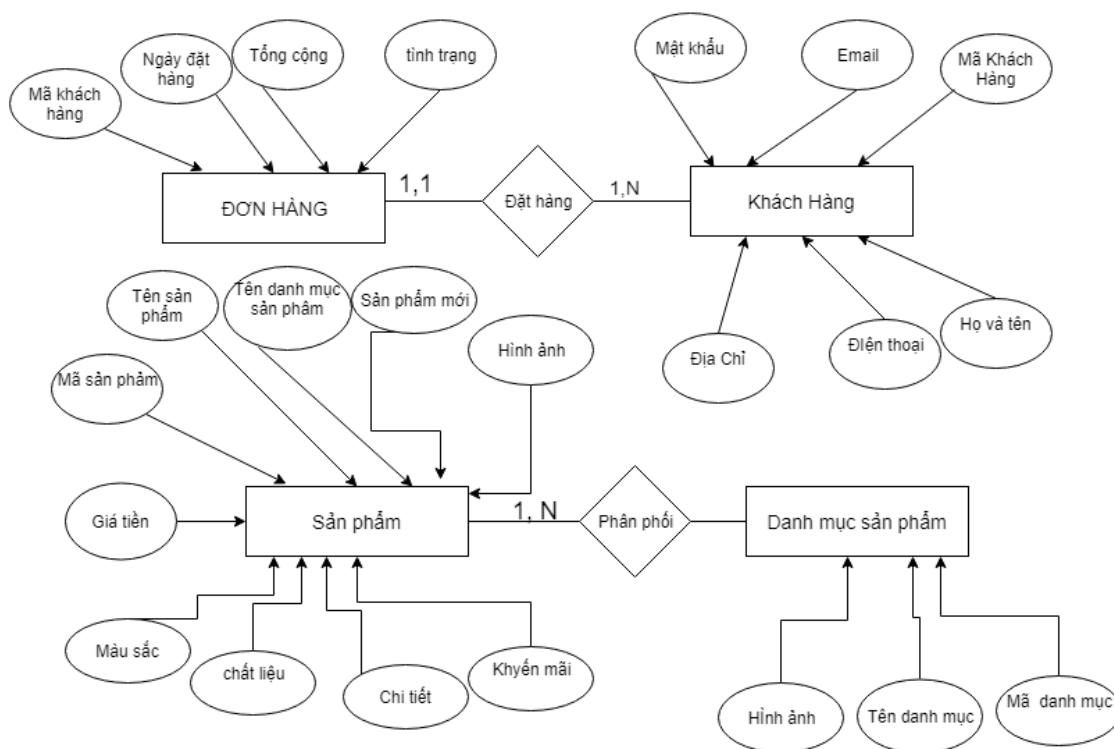 Mã khách
hàng
Ngày đặt
hàng
Tổng cộng
tình trạng
Mật khẩu
Email
Mã Khách
Hàng
ĐƠN HÀNG
1,1
Đặt hàng
1,N
Khách Hàng
Địa Chỉ
ĐIện thoại
Họ và tên
Mã sản phảm
Tên sản
phẩm
Tên danh mục
sản phâm
Sản phẩm mới
Hình ảnh
Giá tiền
Sản phẩm
1, N
Phân phối
Danh mục sản phẩm
Màu sắc
chất liệu
Chi tiết
Khyến mãi
HÌnh ảnh
Tên danh mục
Mã danh mục